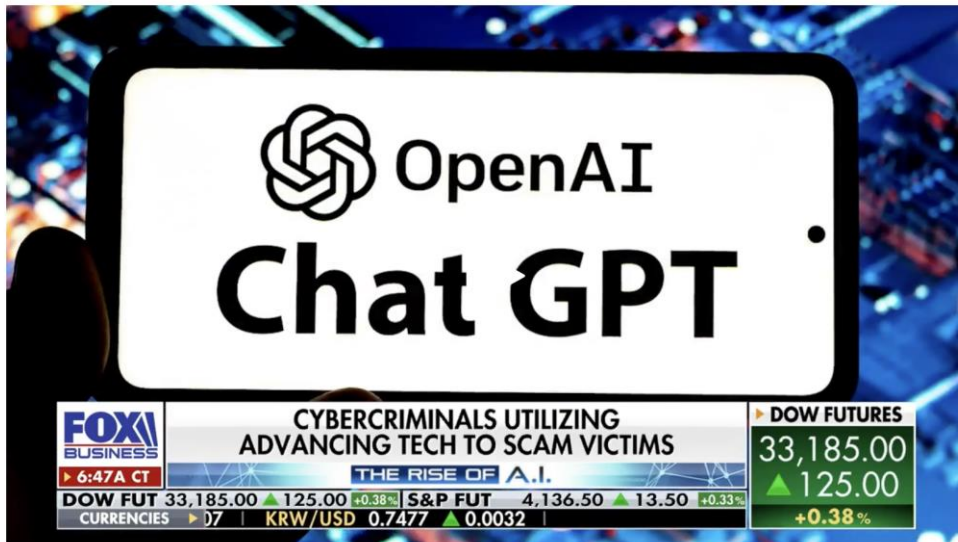 OpenAI
Chat GPT
FOX
BUSINESS
6:47A CT
CYBERCRIMINALS UTILIZING
ADVANCING TECH TO SCAM VICTIMS
THE RISE OF A.I.
DOW FUTURES
33,185.00
125.00
+0.38%
DOW FUT 33,185.00 125.00 +0.38% S&P FUT 4,136.50 13.50 +0.33%
CURRENCIES 07 KRW/USD 0.7477 0.0032